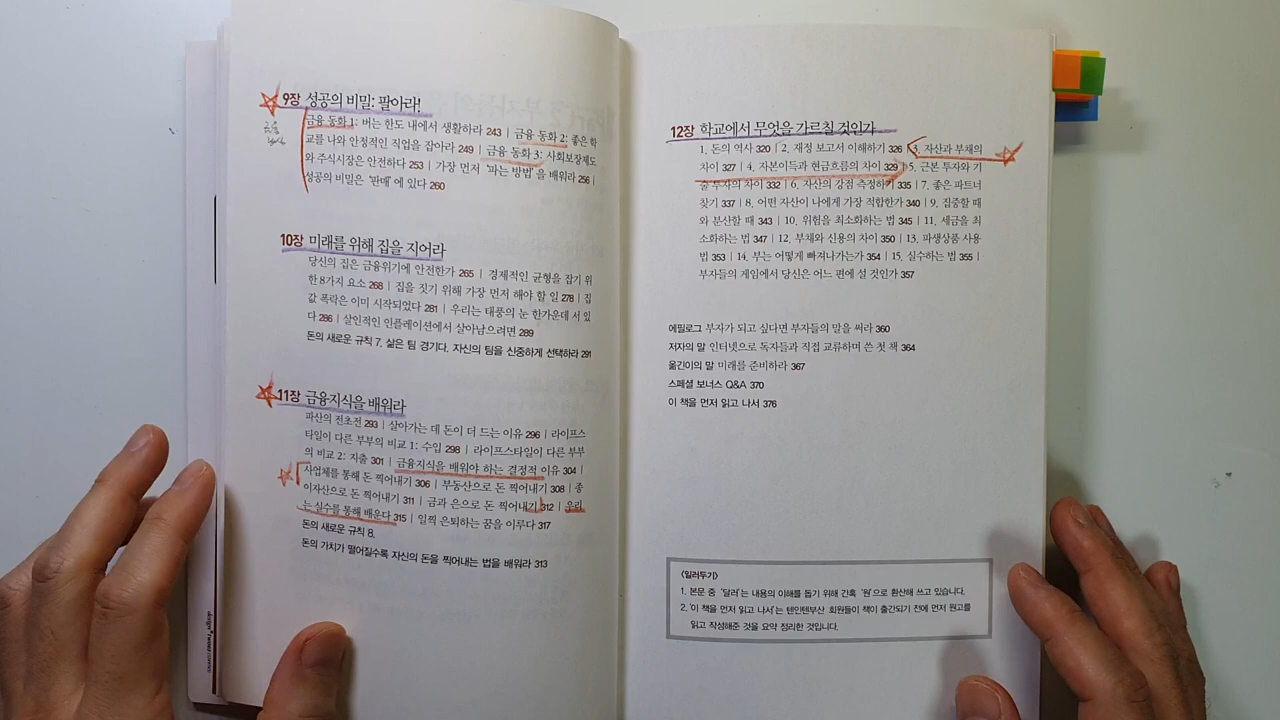 9장 성공의 비밀: 팔아라!
금융 동화 1: 버는 한도 내에서 생활하라 243 | 금융 동화 2: 좋은 학
교를 나와 안정적인 직업을 잡아라 249 | 금융 동화 3: 사회보장제도
와 주식시장은 안전하다 253 | 가장 먼저 '파는 방법'을 배워라 256 |
성공의 비밀은 '판매'에 있다 260
10장 미래를 위해 집을 지어라
당신의 집은 금융위기에 안전한가 265 | 경제적인 균형을 잡기 위
한 8가지 요소 268 | 집을 짓기 위해 가장 먼저 해야 할 일 278 | 집
값 폭락은 이미 시작되었다 281 | 우리는 태풍의 눈 한가운데 서 있
다 286 | 살인적인 인플레이션에서 살아남으려면 289
돈의 새로운 규칙 7. 삶은 팀 경기다. 자신의 팀을 신중하게 선택하라 291
11장 금융지식을 배워라
파산의 전초전 293 | 살아가는 데 돈이 더 드는 이유 296 | 라이프스
타일이 다른 부부의 비교 1: 수입 298 | 라이프스타일이 다른 부부
의 비교 2: 지출 301 | 금융지식을 배워야 하는 결정적 이유 304 |
사업체를 통해 돈 찍어내기 306 | 부동산으로 돈 찍어내기 308 | 종
이자산으로 돈 찍어내기 311 | 금과 은으로 돈 찍어내기 312 | 우리
는 실수를 통해 배운다 315 | 일찍 은퇴하는 꿈을 이루다 317
돈의 새로운 규칙 8.
돈의 가치가 떨어질수록 자신의 돈을 찍어내는 법을 배워라 313
12장 학교에서 무엇을 가르칠 것인가
1. 돈의 역사 320 | 2. 재정 보고서 이해하기 326 | 3. 자산과 부채의
차이 327 | 4. 자본이득과 현금흐름의 차이 329 | 5. 근본 투자와 기
술 투자의 차이 332 | 6. 자산의 강점 측정하기 335 | 7. 좋은 파트너
찾기 337 | 8. 어떤 자산이 나에게 가장 적합한가 340 | 9. 집중할 때
와 분산할 때 343 | 10. 위험을 최소화하는 법 345 | 11. 세금을 최
소화하는 법 347 | 12. 부채와 신용의 차이 350 | 13. 파생상품 사용
법 353 | 14. 부는 어떻게 빠져나가는가 354 | 15. 실수하는 법 355 |
부자들의 게임에서 당신은 어느 편에 설 것인가 357
에필로그 부자가 되고 싶다면 부자들의 말을 써라 360
저자의 말 인터넷으로 독자들과 직접 교류하며 쓴 첫 책 364
옮긴이의 말 미래를 준비하라 367
스페셜 보너스 Q&A 370
이 책을 먼저 읽고 나서 376
〈일러두기〉
1. 본문 중 '달러'는 내용의 이해를 돕기 위해 간혹 '원'으로 환산해 쓰고 있습니다.
2. '이 책을 먼저 읽고 나서'는 텐인텐부산 회원들이 책이 출간되기 전에 먼저 원고를
읽고 작성해준 것을 요약 정리한 것입니다.